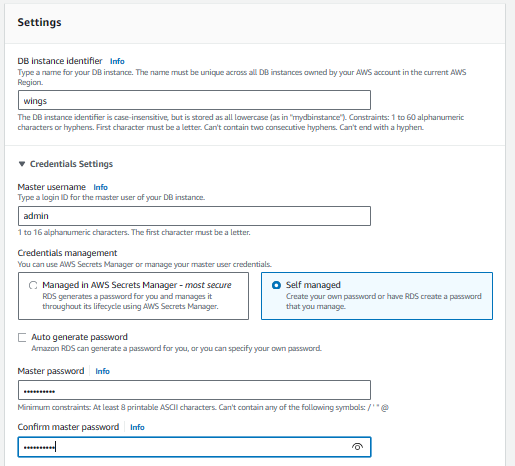 Settings
DB instance identifier Info
Type a name for your DB instance. The name must be unique across all DB instances owned by your AWS account in the current AWS
Region.
wings
The DB instance identifier is case-insensitive, but is stored as all lowercase (as in "mydbinstance"). Constraints: 1 to 60 alphanumeric
characters or hyphens. First character must be a letter. Can't contain two consecutive hyphens. Can't end with a hyphen.
▼ Credentials Settings
Master username Info
Type a login ID for the master user of your DB instance.
admin
1 to 16 alphanumeric characters. The first character must be a letter.
Credentials management
You can use AWS Secrets Manager or manage your master user credentials.
Managed in AWS Secrets Manager - most secure
RDS generates a password for you and manages it
throughout its lifecycle using AWS Secrets Manager.
Self managed
Create your own password or have RDS create a password
that you manage.
Auto generate password
Amazon RDS can generate a password for you, or you can specify your own password.
Master password Info
••••••••••
Minimum constraints: At least 8 printable ASCII characters. Can't contain any of the following symbols: / ' " @
Confirm master password Info
••••••••••